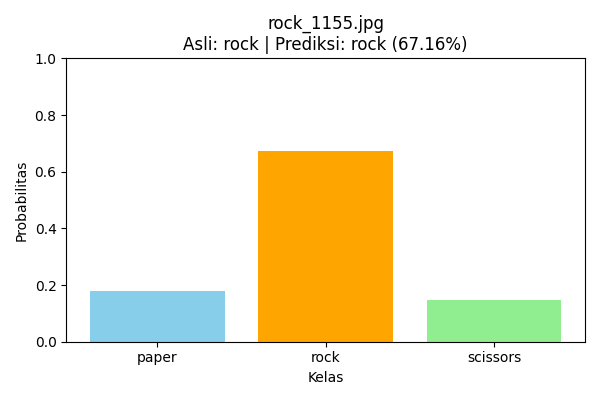 rock_1155.jpg
Asli: rock | Prediksi: rock (67.16%)
1.0
0.8
0.6
0.4
0.2
0.0
Probabilitas
paper
rock
scissors
Kelas